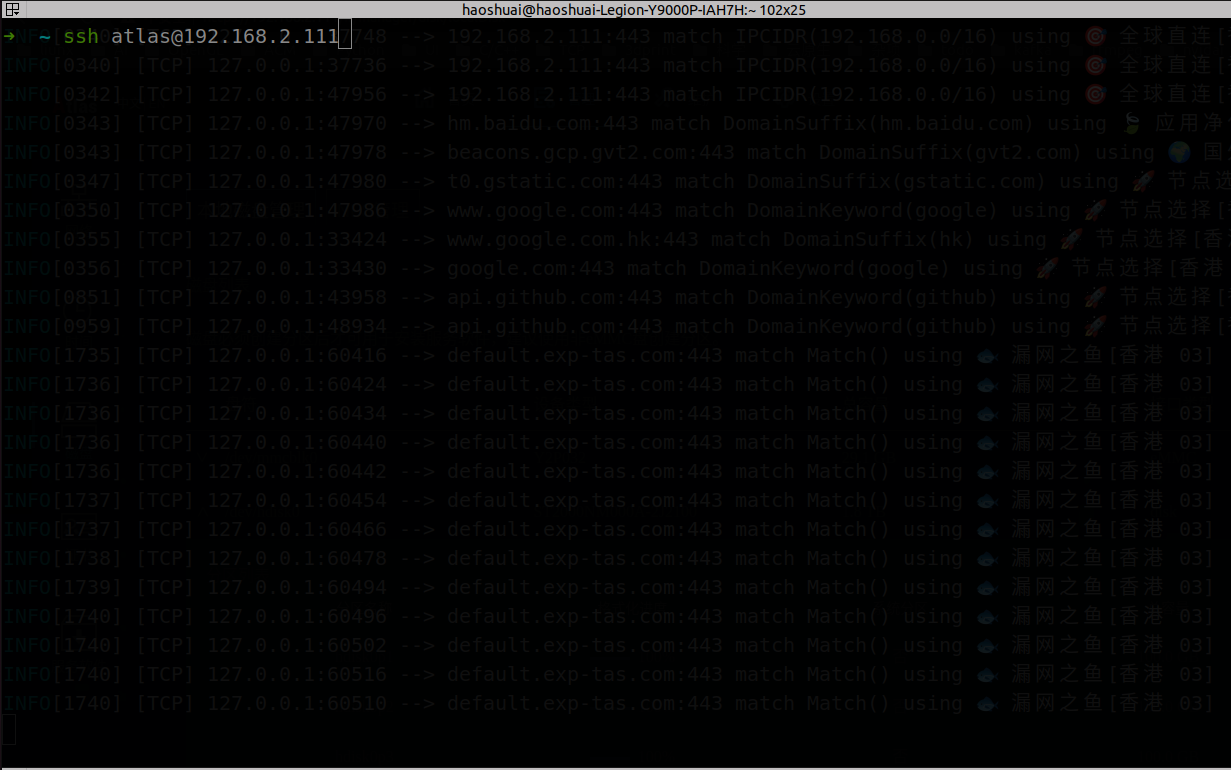 haoshuai@haoshuai-Legion-Y9000P-IAH7H:~ 102x25
➜ ~ ssh atlas@192.168.2.111 748 --> 192.168.2.111:443 match IPCIDR(192.168.0.0/16) using 🎯 全球直连[
INFO[0340] [TCP] 127.0.0.1:37736 --> 192.168.2.111:443 match IPCIDR(192.168.0.0/16) using 🎯 全球直连[
INFO[0342] [TCP] 127.0.0.1:47956 --> 192.168.2.111:443 match IPCIDR(192.168.0.0/16) using 🎯 全球直连[
INFO[0343] [TCP] 127.0.0.1:47970 --> hm.baidu.com:443 match DomainSuffix(hm.baidu.com) using 🍃 应用净
INFO[0343] [TCP] 127.0.0.1:47978 --> beacons.gcp.gvt2.com:443 match DomainSuffix(gvt2.com) using 🌍 国
INFO[0347] [TCP] 127.0.0.1:47980 --> t0.gstatic.com:443 match DomainSuffix(gstatic.com) using 🚀 节点选
INFO[0350] [TCP] 127.0.0.1:47986 --> www.google.com:443 match DomainKeyword(google) using 🚀 节点选择[
INFO[0355] [TCP] 127.0.0.1:33424 --> www.google.com.hk:443 match DomainSuffix(hk) using 🚀 节点选择[香
INFO[0356] [TCP] 127.0.0.1:33430 --> google.com:443 match DomainKeyword(google) using 🚀 节点选择[香港
INFO[0851] [TCP] 127.0.0.1:43958 --> api.github.com:443 match DomainKeyword(github) using 🚀 节点选择[
INFO[0959] [TCP] 127.0.0.1:48934 --> api.github.com:443 match DomainKeyword(github) using 🚀 节点选择[
INFO[1735] [TCP] 127.0.0.1:60416 --> default.exp-tas.com:443 match Match() using 🐟 漏网之鱼[香港 03]
INFO[1736] [TCP] 127.0.0.1:60424 --> default.exp-tas.com:443 match Match() using 🐟 漏网之鱼[香港 03]
INFO[1736] [TCP] 127.0.0.1:60434 --> default.exp-tas.com:443 match Match() using 🐟 漏网之鱼[香港 03]
INFO[1736] [TCP] 127.0.0.1:60440 --> default.exp-tas.com:443 match Match() using 🐟 漏网之鱼[香港 03]
INFO[1736] [TCP] 127.0.0.1:60442 --> default.exp-tas.com:443 match Match() using 🐟 漏网之鱼[香港 03]
INFO[1737] [TCP] 127.0.0.1:60454 --> default.exp-tas.com:443 match Match() using 🐟 漏网之鱼[香港 03]
INFO[1737] [TCP] 127.0.0.1:60466 --> default.exp-tas.com:443 match Match() using 🐟 漏网之鱼[香港 03]
INFO[1738] [TCP] 127.0.0.1:60478 --> default.exp-tas.com:443 match Match() using 🐟 漏网之鱼[香港 03]
INFO[1739] [TCP] 127.0.0.1:60494 --> default.exp-tas.com:443 match Match() using 🐟 漏网之鱼[香港 03]
INFO[1740] [TCP] 127.0.0.1:60496 --> default.exp-tas.com:443 match Match() using 🐟 漏网之鱼[香港 03]
INFO[1740] [TCP] 127.0.0.1:60502 --> default.exp-tas.com:443 match Match() using 🐟 漏网之鱼[香港 03]
INFO[1740] [TCP] 127.0.0.1:60516 --> default.exp-tas.com:443 match Match() using 🐟 漏网之鱼[香港 03]
INFO[1740] [TCP] 127.0.0.1:60510 --> default.exp-tas.com:443 match Match() using 🐟 漏网之鱼[香港 03]